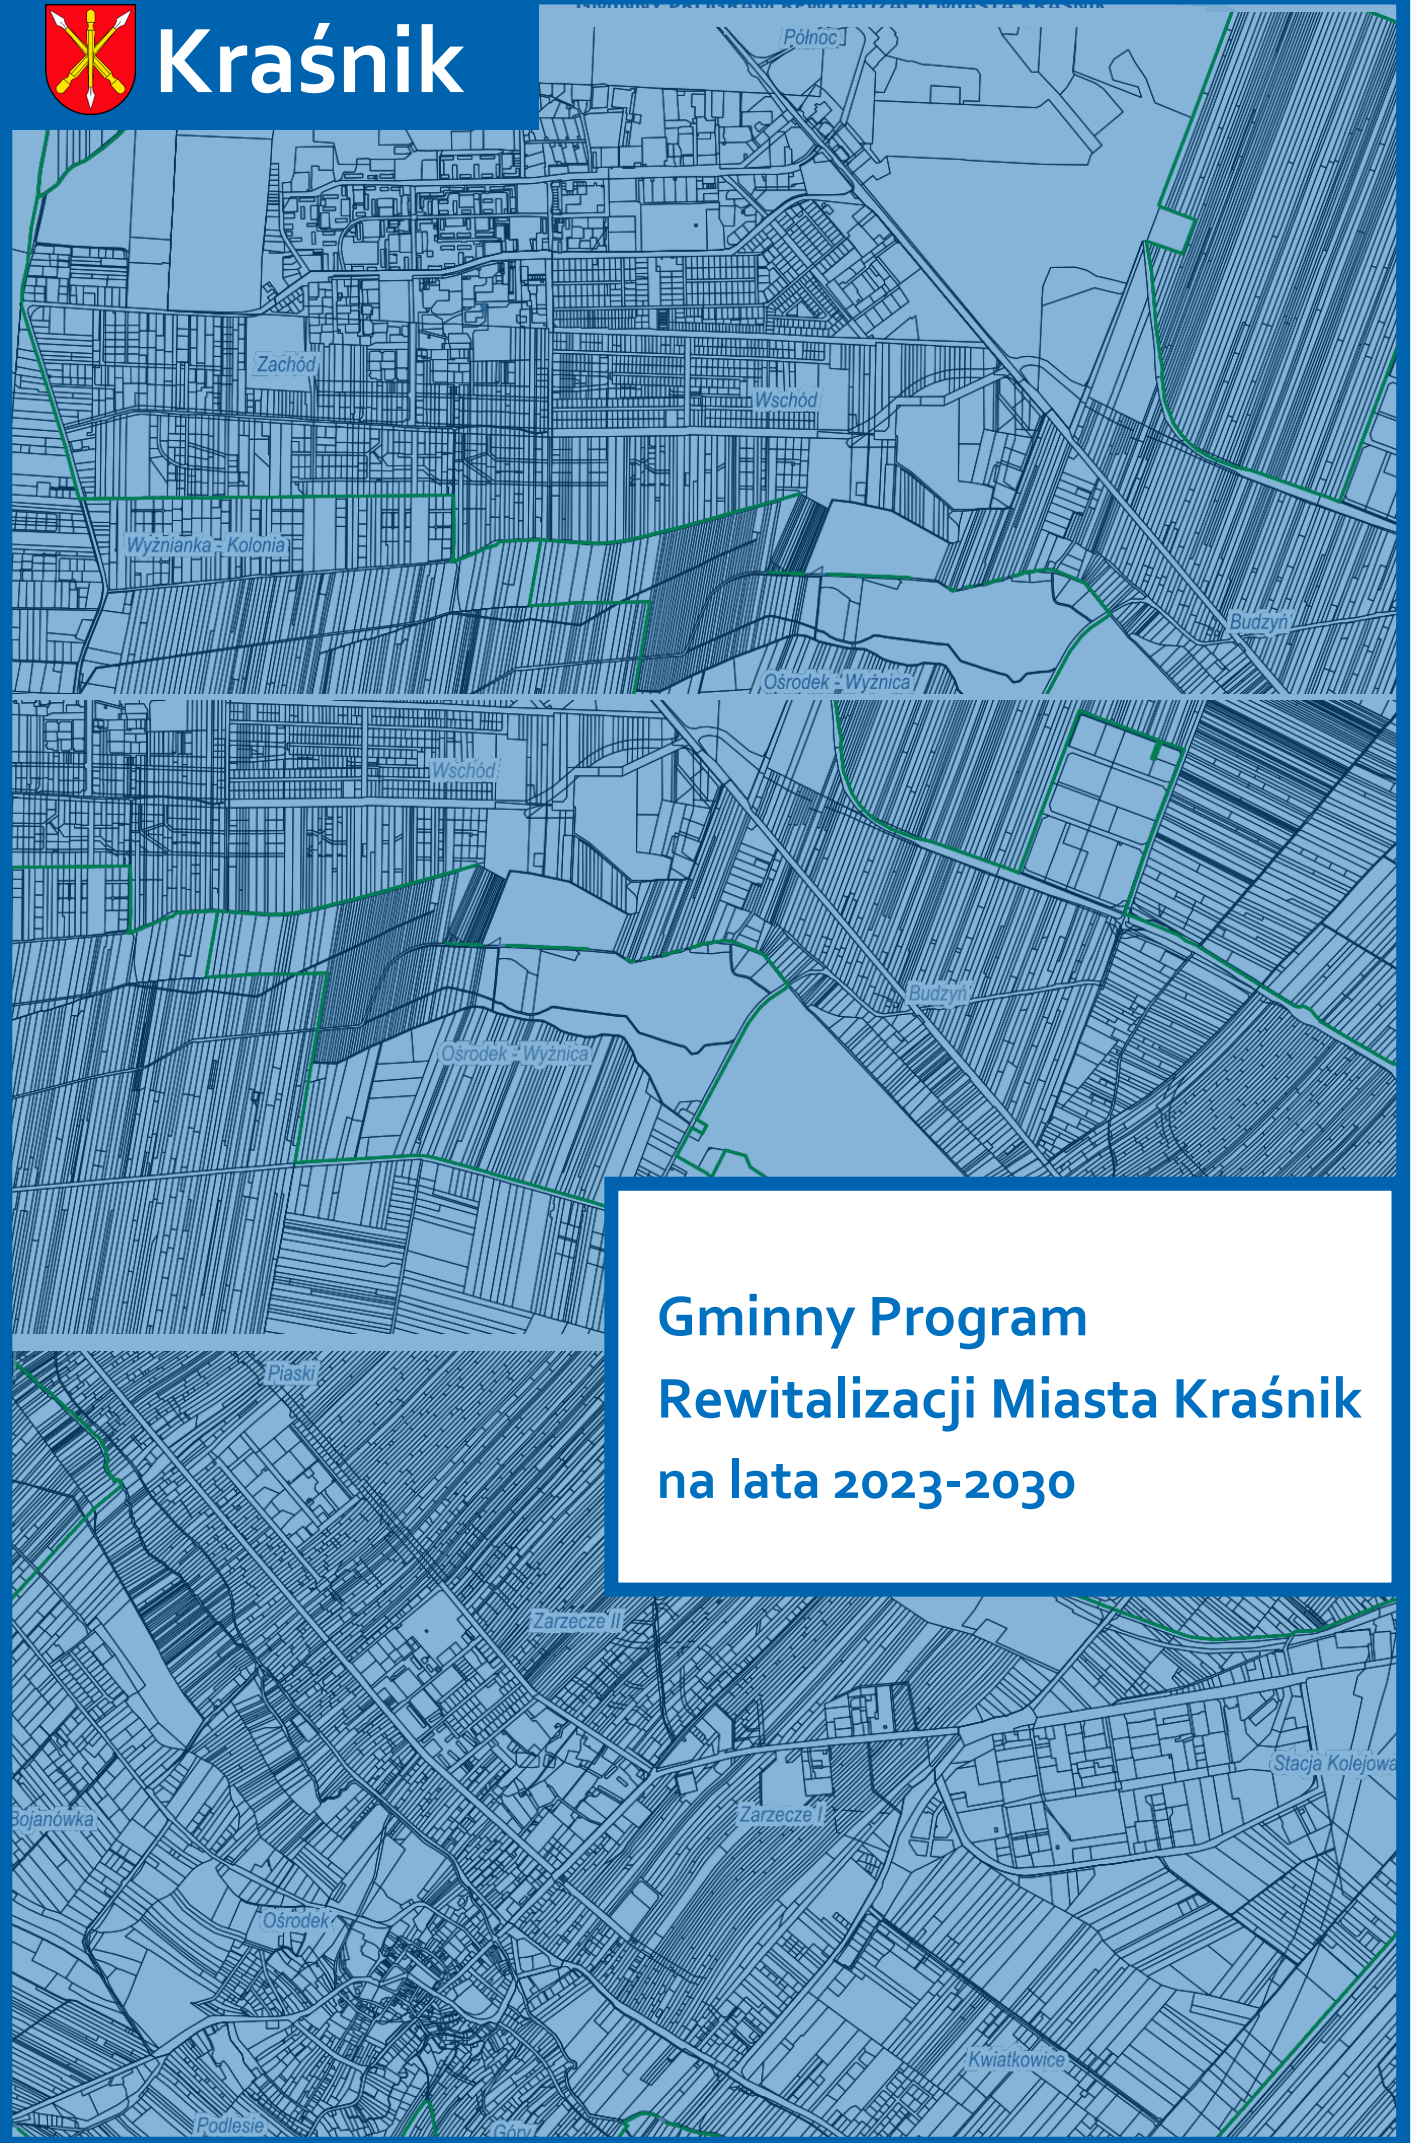 Kraśnik
Północ
Zachód
Wschód
Wyżnianka - Kolonia
Budzyń
Ośrodek - Wyżnica
Wschód
Budzyń
Ośrodek - Wyżnica
Gminny Program
Rewitalizacji Miasta Kraśnik
na lata 2023-2030
Piaski
Zarzecze II
Stacja Kolejowa
Zarzecze I
Bojanówka
Ośrodek
Kwiatkowice
Podlesie
Góry